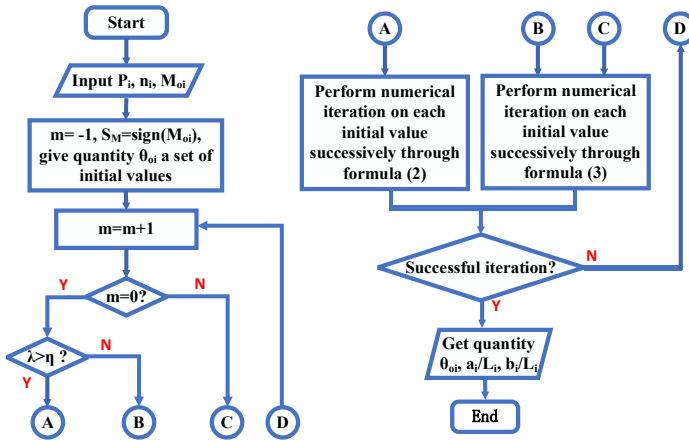 Start
Input Pᵢ, nᵢ, Mₒᵢ
m= -1, S_M=sign(Mₒᵢ),
give quantity θₒᵢ a set of
initial values
m=m+1
m=0?
Y
N
λ>η ?
Y
N
A
B
C
D
A
B
C
D
Perform numerical
iteration on each
initial value
successively through
formula (2)
Perform numerical
iteration on each
initial value
successively through
formula (3)
Successful iteration?
N
Y
Get quantity
θₒᵢ, aᵢ/Lᵢ, bᵢ/Lᵢ
End